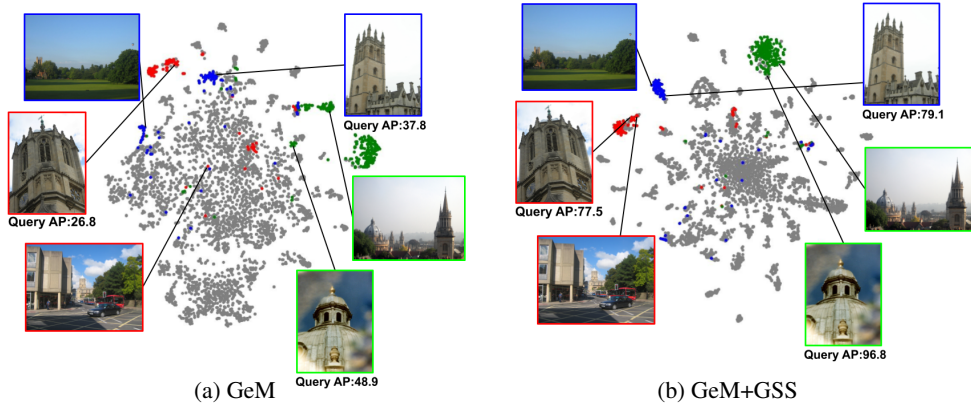 Query AP:37.8
Query AP:26.8
Query AP:48.9
(a) GeM
Query AP:79.1
Query AP:77.5
Query AP:96.8
(b) GeM+GSS